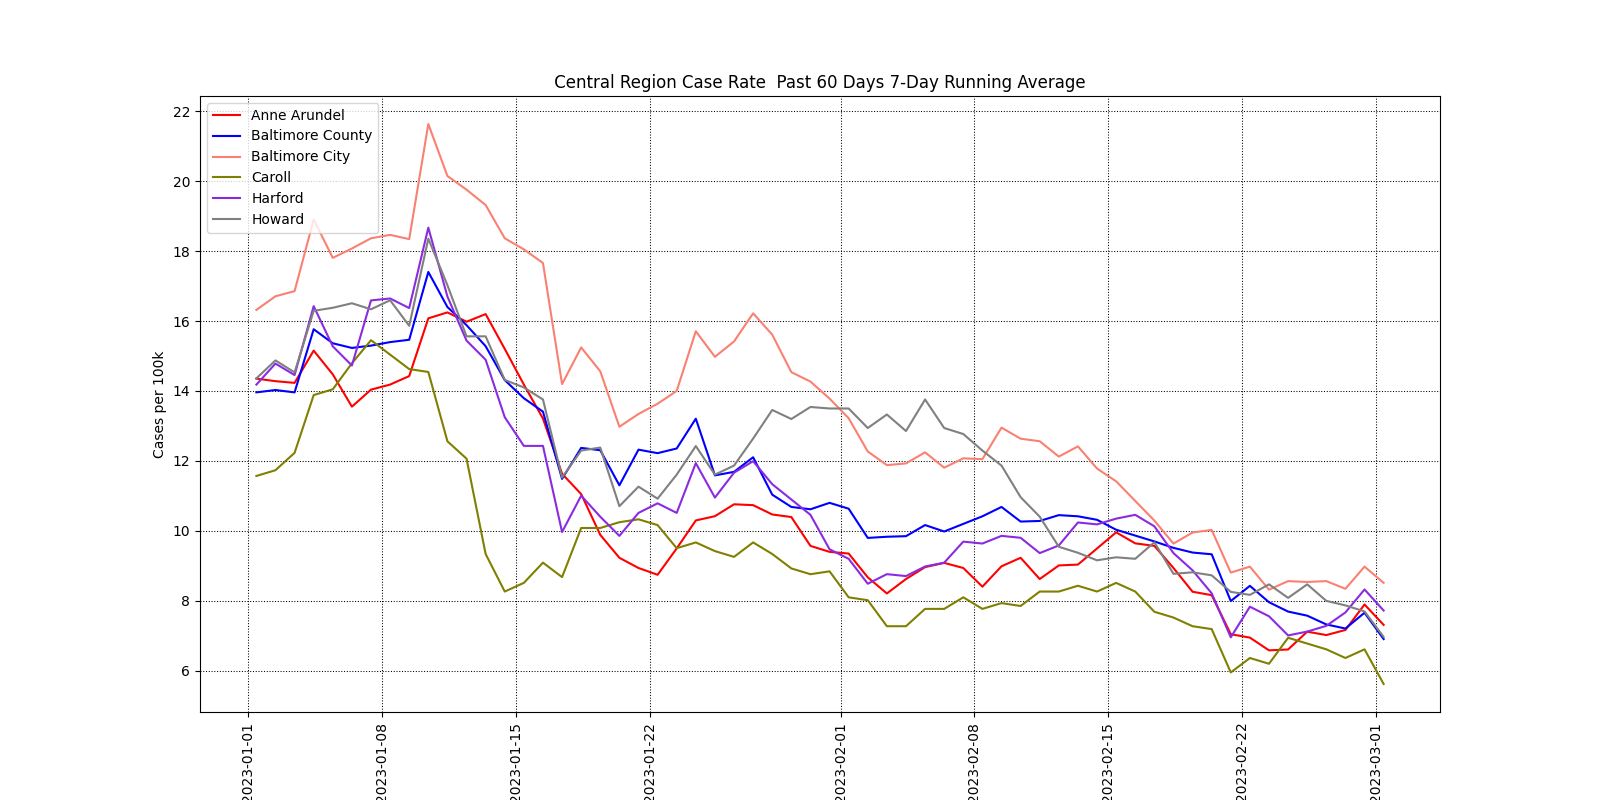 Central Region Case Rate  Past 60 Days 7-Day Running Average
Anne Arundel
Baltimore County
Baltimore City
Caroll
Harford
Howard
Cases per 100k
22
20
18
16
14
12
10
8
6
2023-01-01
2023-01-08
2023-01-15
2023-01-22
2023-02-01
2023-02-08
2023-02-15
2023-02-22
2023-03-01